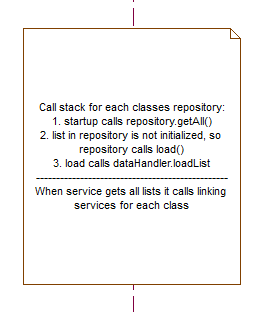 Call stack for each classes repository:
1. startup calls repository.getAll()
2. list in repository is not initialized, so
repository calls load()
3. load calls dataHandler.loadList
------------------------------------------------
When service gets all lists it calls linking
services for each class